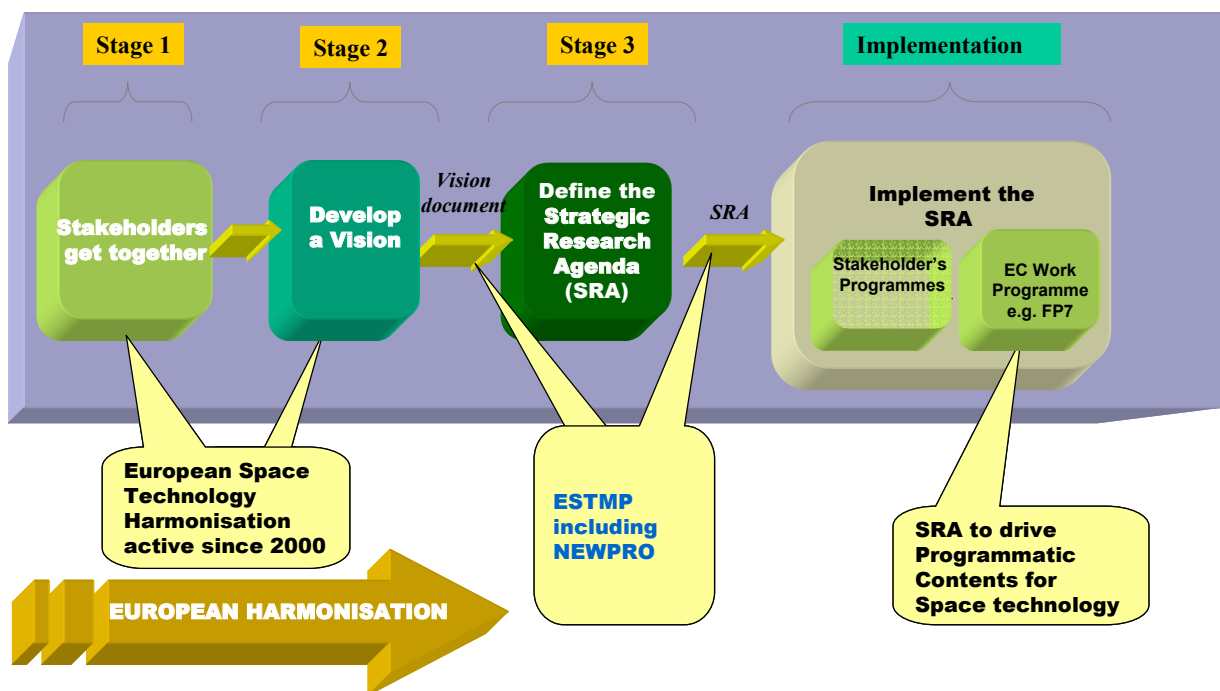 Stage 1
Stage 2
Stage 3
Implementation
Stakeholders
get together
Develop
a Vision
Vision
document
Define the
Strategic
Research
Agenda
(SRA)
SRA
Implement the
SRA
Stakeholder's
Programmes
EC Work
Programme
e.g. FP7
European Space
Technology
Harmonisation
active since 2000
ESTMP
including
NEWPRO
SRA to drive
Programmatic
Contents for
Space technology
EUROPEAN HARMONISATION